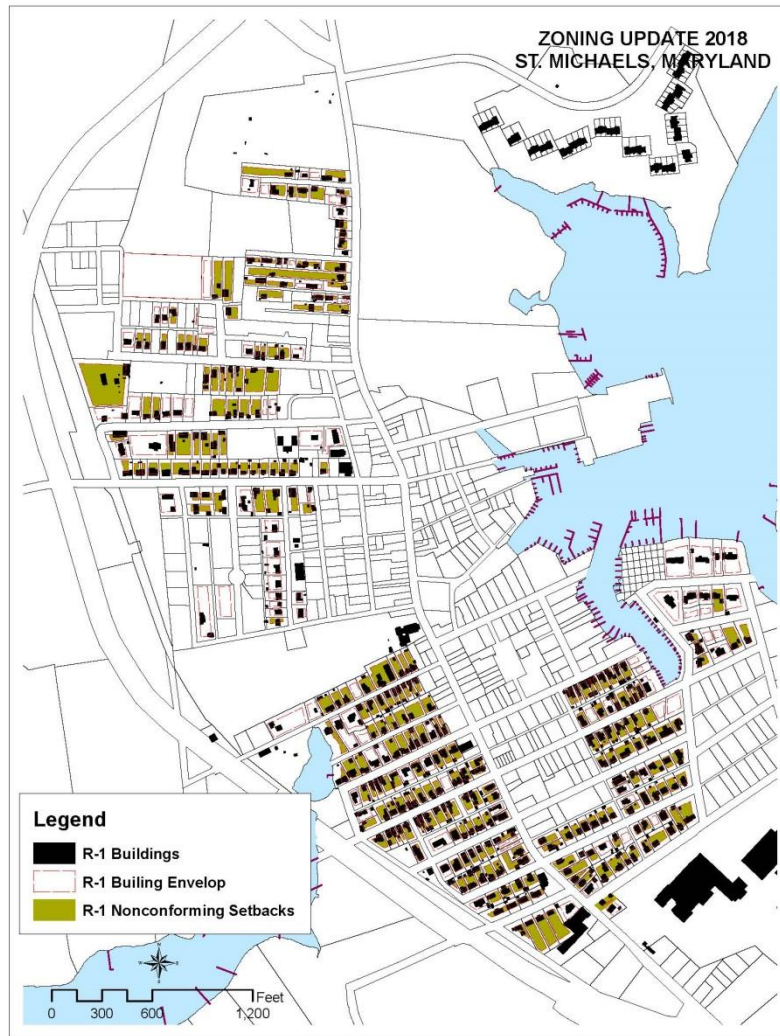 ZONING UPDATE 2018
ST. MICHAELS, MARYLAND
Legend
R-1 Buildings
R-1 Builing Envelop
R-1 Nonconforming Setbacks
Feet
0 300 600 1,200